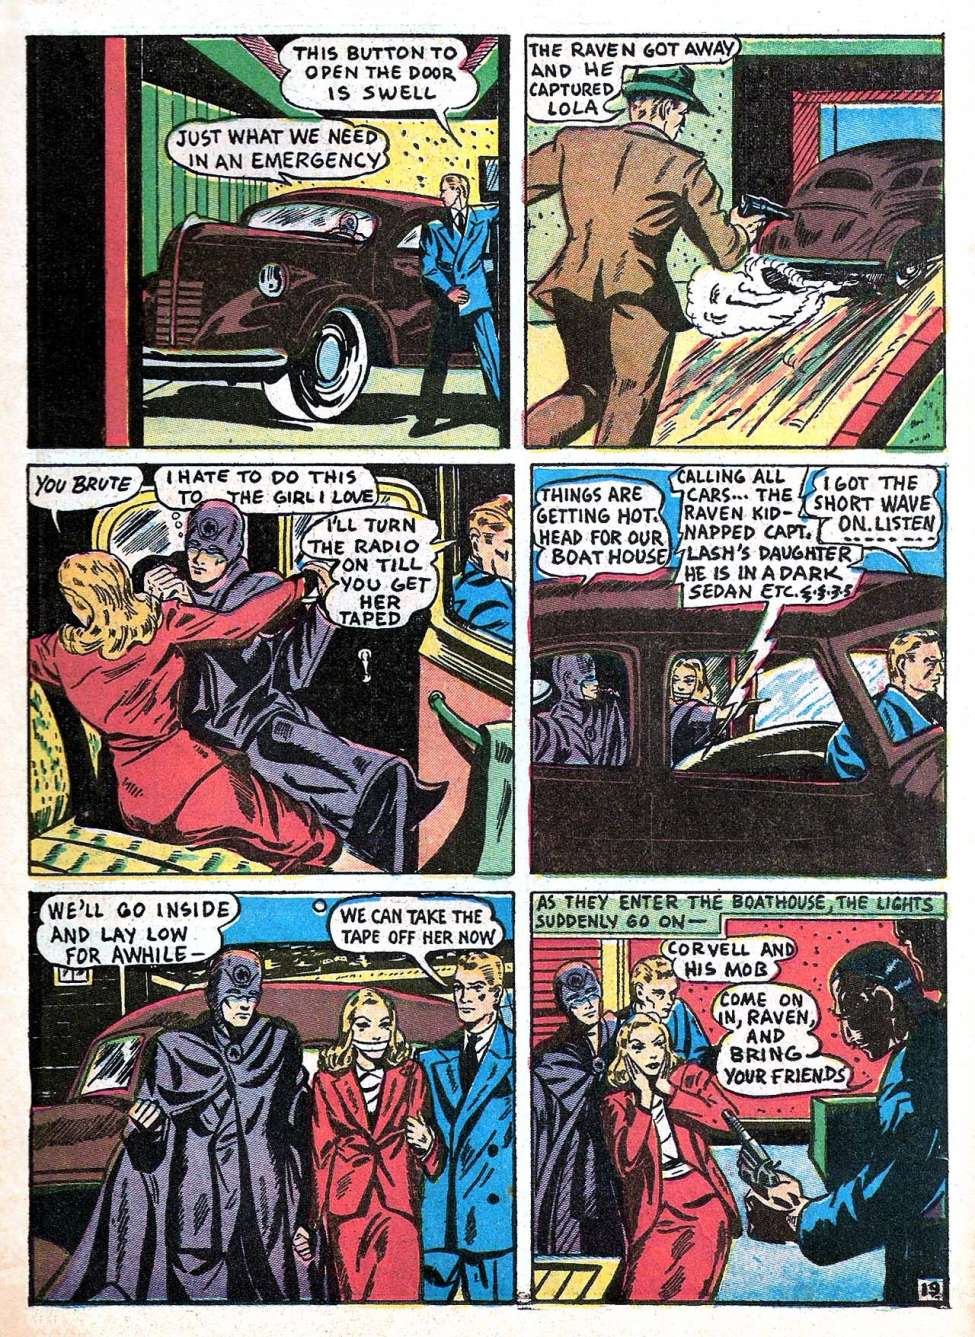 THIS BUTTON TO
OPEN THE DOOR
IS SWELL
JUST WHAT WE NEED
IN AN EMERGENCY
THE RAVEN GOT AWAY
AND HE
CAPTURED
LOLA
YOU BRUTE
I HATE TO DO THIS
TO THE GIRL I LOVE
I'LL TURN
THE RADIO
ON TILL
YOU GET
HER
TAPED
THINGS ARE
GETTING HOT.
HEAD FOR OUR
BOAT HOUSE
CALLING ALL
CARS... THE
RAVEN KID-
NAPPED CAPT.
LASH'S DAUGHTER
HE IS IN A DARK
SEDAN ETC.
I GOT THE
SHORT WAVE
ON. LISTEN
WE'LL GO INSIDE
AND LAY LOW
FOR AWHILE-
WE CAN TAKE THE
TAPE OFF HER NOW
AS THEY ENTER THE BOATHOUSE, THE LIGHTS
SUDDENLY GO ON-
CORVELL AND
HIS MOB
COME ON
IN, RAVEN,
AND
BRING
YOUR FRIENDS
19